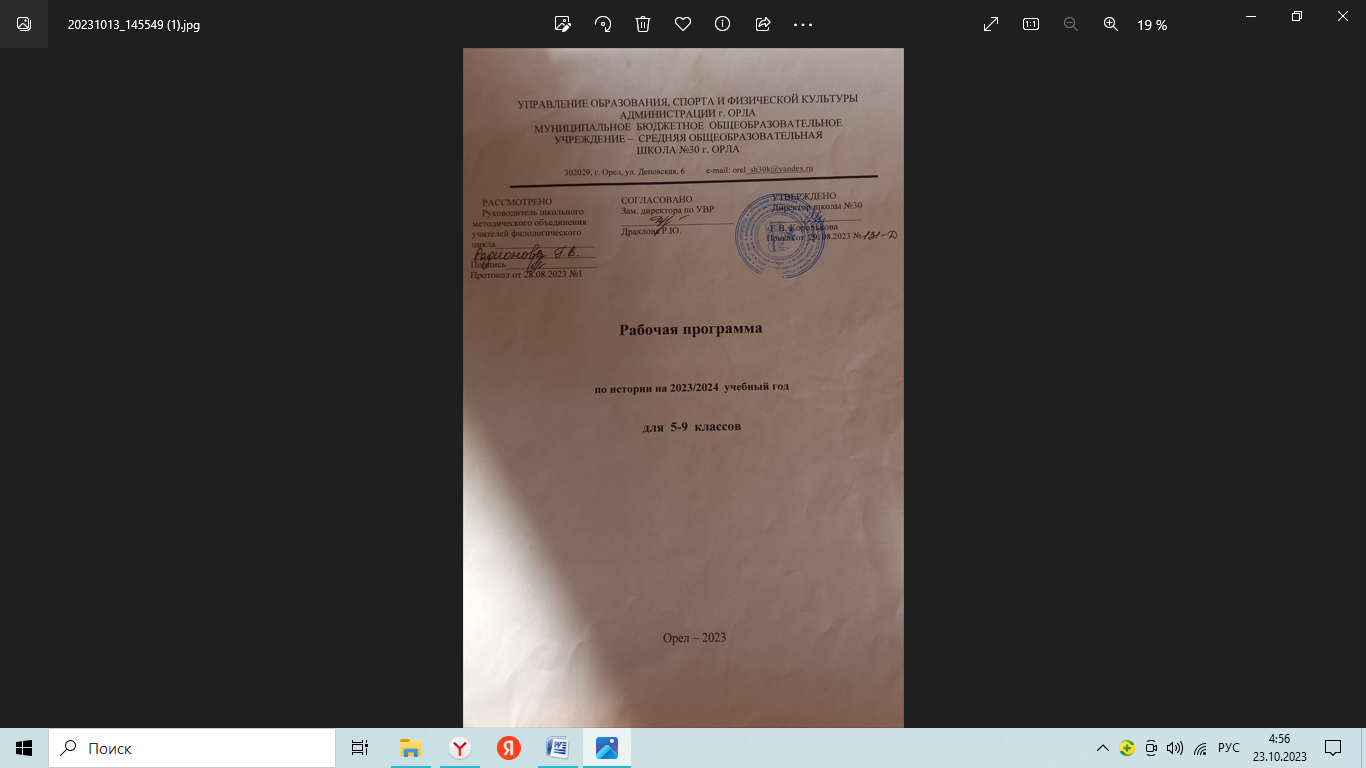 20231013_145549 (1).jpg
19 %
УПРАВЛЕНИЕ ОБРАЗОВАНИЯ, СПОРТА И ФИЗИЧЕСКОЙ КУЛЬТУРЫ
АДМИНИСТРАЦИИ г. ОРЛА
МУНИЦИПАЛЬНОЕ БЮДЖЕТНОЕ ОБЩЕОБРАЗОВАТЕЛЬНОЕ
УЧРЕЖДЕНИЕ – СРЕДНЯЯ ОБЩЕОБРАЗОВАТЕЛЬНАЯ
ШКОЛА №30 г. ОРЛА
302029, г. Орел, ул. Деповская, 6 e-mail: orel_sh30k@yandex.ru
РАССМОТРЕНО
Руководитель школьного
методического объединения
учителей филологического
цикла
Родионова Г.В.
Подпись
Протокол от 28.08.2023 №1
СОГЛАСОВАНО
Зам. директора по УВР
Драхлова Р.Ю.
УТВЕРЖДЕНО
Директор школы №30
Е.В. Королькова
Приказ от 29.08.2023 № 131-Д
Рабочая программа
по истории на 2023/2024 учебный год
для 5-9 классов
Орел – 2023
Поиск
РУС
4:56
23.10.2023